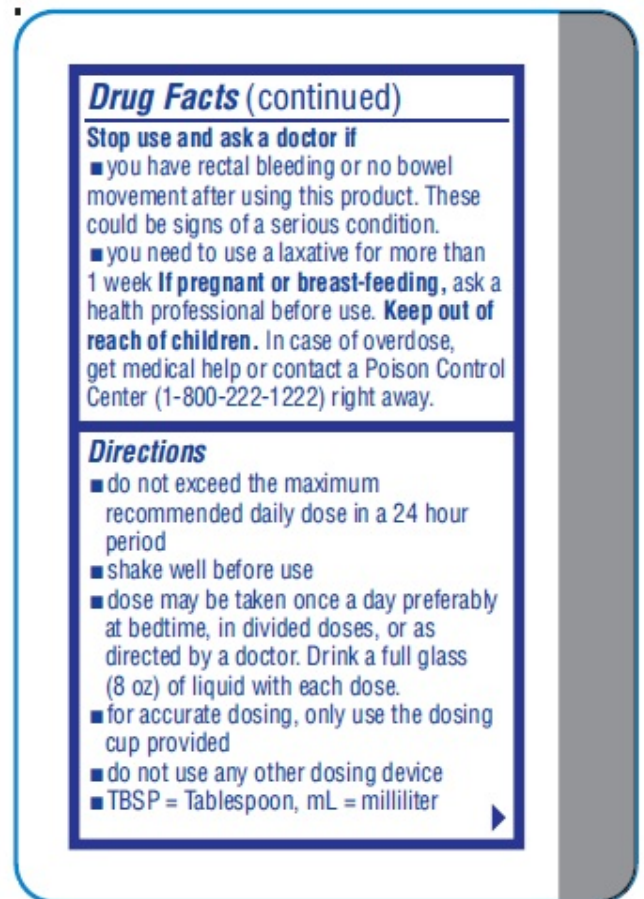 Drug Facts (continued)
Stop use and ask a doctor if
■ you have rectal bleeding or no bowel
movement after using this product. These
could be signs of a serious condition.
■ you need to use a laxative for more than
1 week If pregnant or breast-feeding, ask a
health professional before use. Keep out of
reach of children. In case of overdose,
get medical help or contact a Poison Control
Center (1-800-222-1222) right away.
Directions
■ do not exceed the maximum
recommended daily dose in a 24 hour
period
■ shake well before use
■ dose may be taken once a day preferably
at bedtime, in divided doses, or as
directed by a doctor. Drink a full glass
(8 oz) of liquid with each dose.
■ for accurate dosing, only use the dosing
cup provided
■ do not use any other dosing device
■ TBSP = Tablespoon, mL = milliliter